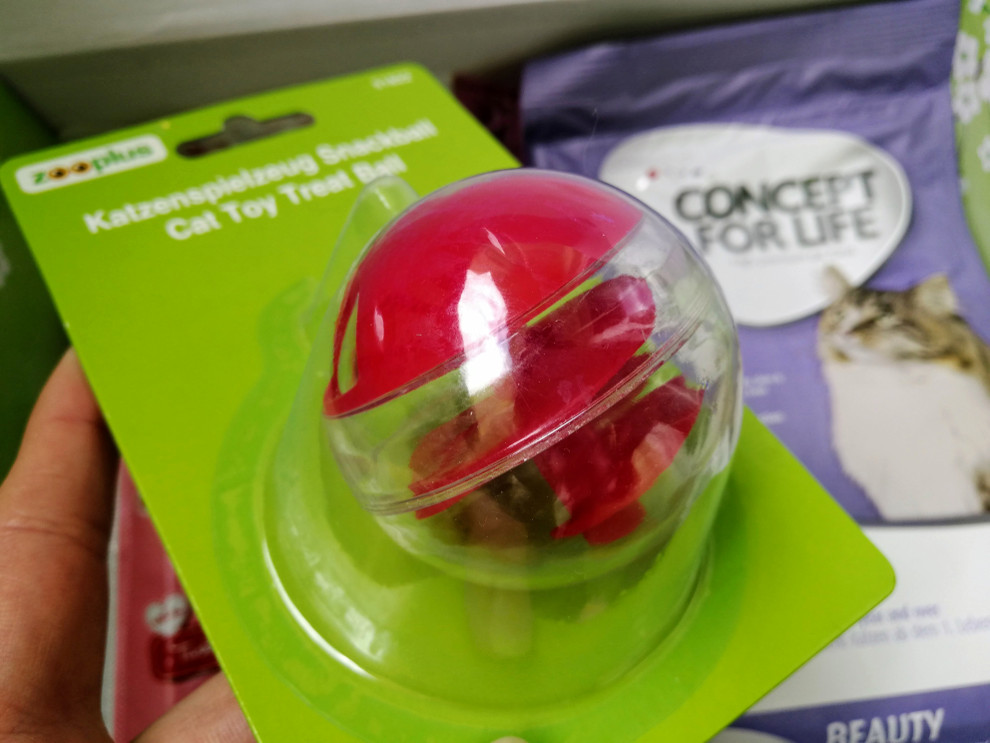 zooplus
Katzenspielzeug Snackball
Cat Toy Treat Ball
CONCEPT
FOR LIFE
BEAUTY